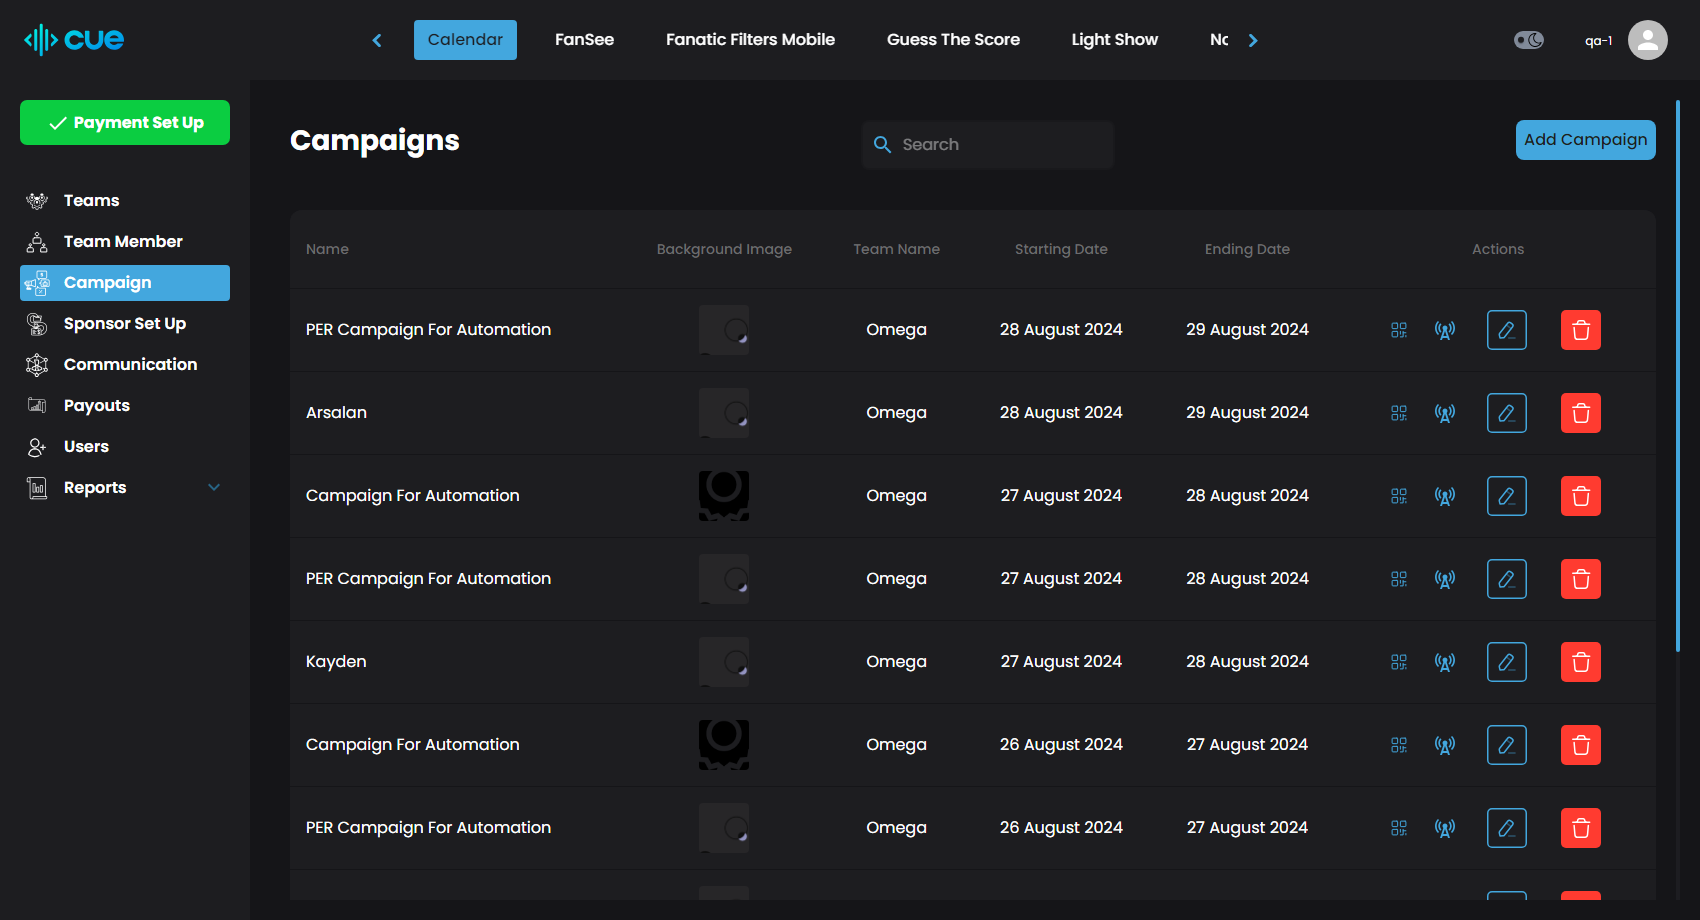 cue
Calendar FanSee Fanatic Filters Mobile Guess The Score Light Show
qa-1
Payment Set Up
Teams
Team Member
Campaign
Sponsor Set Up
Communication
Payouts
Users
Reports
Campaigns
Search
Add Campaign
Name Background Image Team Name Starting Date Ending Date Actions
PER Campaign For Automation Omega 28 August 2024 29 August 2024
Arsalan Omega 28 August 2024 29 August 2024
Campaign For Automation Omega 27 August 2024 28 August 2024
PER Campaign For Automation Omega 27 August 2024 28 August 2024
Kayden Omega 27 August 2024 28 August 2024
Campaign For Automation Omega 26 August 2024 27 August 2024
PER Campaign For Automation Omega 26 August 2024 27 August 2024